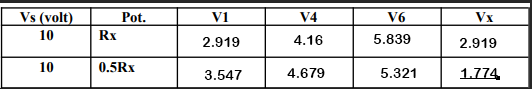 Vs (volt) Pot. V1 V4 V6 Vx
10 Rx 2.919 4.16 5.839 2.919
10 0.5Rx 3.547 4.679 5.321 1.774